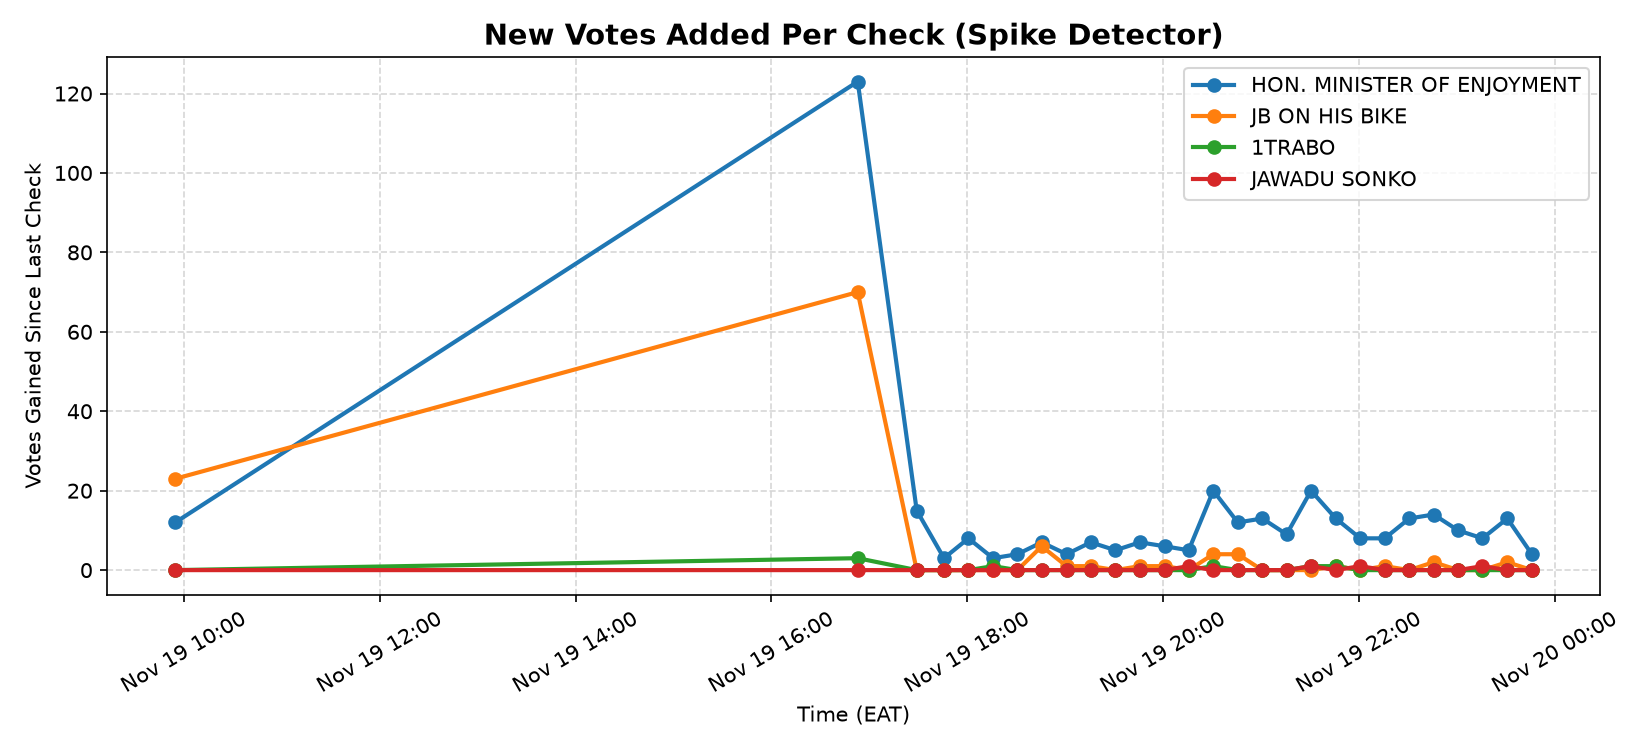 New Votes Added Per Check (Spike Detector)
Votes Gained Since Last Check
120
100
80
60
40
20
0
HON. MINISTER OF ENJOYMENT
JB ON HIS BIKE
1TRABO
JAWADU SONKO
Nov 19 10:00
Nov 19 12:00
Nov 19 14:00
Nov 19 16:00
Nov 19 18:00
Nov 19 20:00
Nov 19 22:00
Nov 20 00:00
Time (EAT)